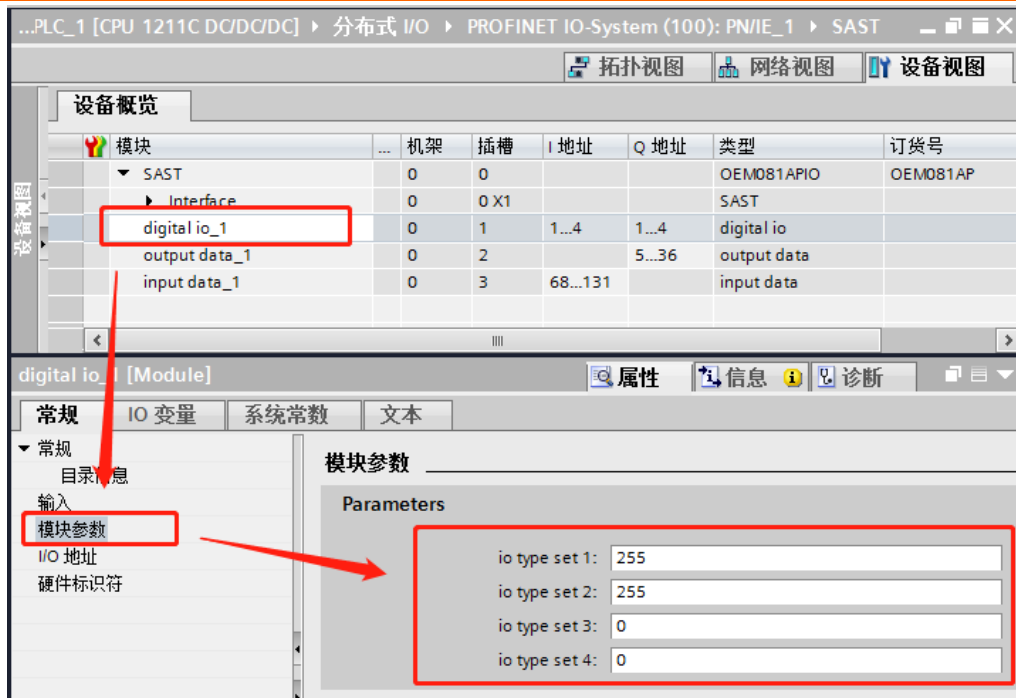 ...PLC_1 [CPU 1211C DC/DC/DC] 分布式 I/O PROFINET IO-System (100): PN/IE_1 SAST
拓扑视图 网络视图 设备视图
设备概览
模块 ... 机架 插槽 I 地址 Q 地址 类型 订货号
SAST 0 0 OEM081APIO OEM081AP
Interface 0 0 X1 SAST
digital io_1 0 1 1...4 1...4 digital io
output data_1 0 2 5...36 output data
input data_1 0 3 68...131 input data
设备视图
digital io_1 [Module] 属性 信息 诊断
常规 IO 变量 系统常数 文本
常规
目录信息
输入
模块参数
I/O 地址
硬件标识符
模块参数
Parameters
io type set 1: 255
io type set 2: 255
io type set 3: 0
io type set 4: 0